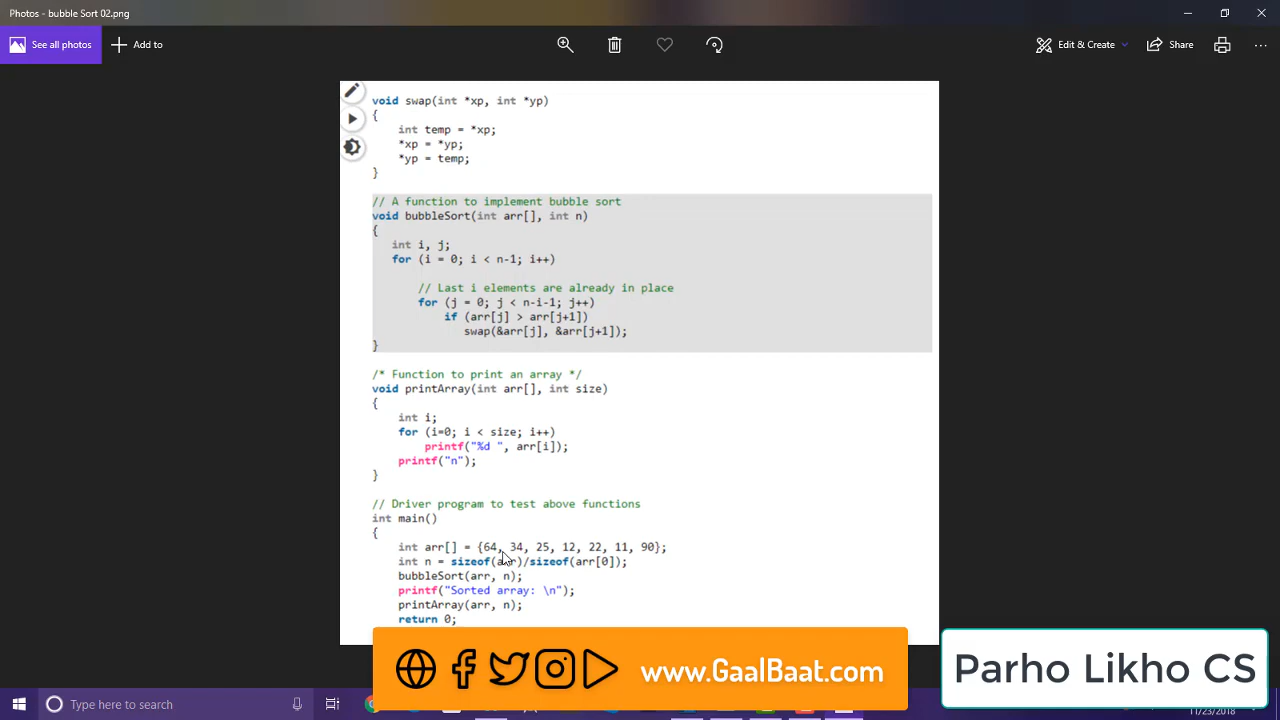 Photos - bubble Sort 02.png
See all photos
Add to
Edit & Create
Share
void swap(int *xp, int *yp)
{
int temp = *xp;
*xp = *yp;
*yp = temp;
}
// A function to implement bubble sort
void bubbleSort(int arr[], int n)
{
int i, j;
for (i = 0; i < n-1; i++)
// Last i elements are already in place
for (j = 0; j < n-i-1; j++)
if (arr[j] > arr[j+1])
swap(&arr[j], &arr[j+1]);
}
/* Function to print an array */
void printArray(int arr[], int size)
{
int i;
for (i=0; i < size; i++)
printf("%d ", arr[i]);
printf("n");
}
// Driver program to test above functions
int main()
{
int arr[] = {64, 34, 25, 12, 22, 11, 90};
int n = sizeof(arr)/sizeof(arr[0]);
bubbleSort(arr, n);
printf("Sorted array: \n");
printArray(arr, n);
return 0;
www.GaalBaat.com
Parho Likho CS
Type here to search
11/23/2018